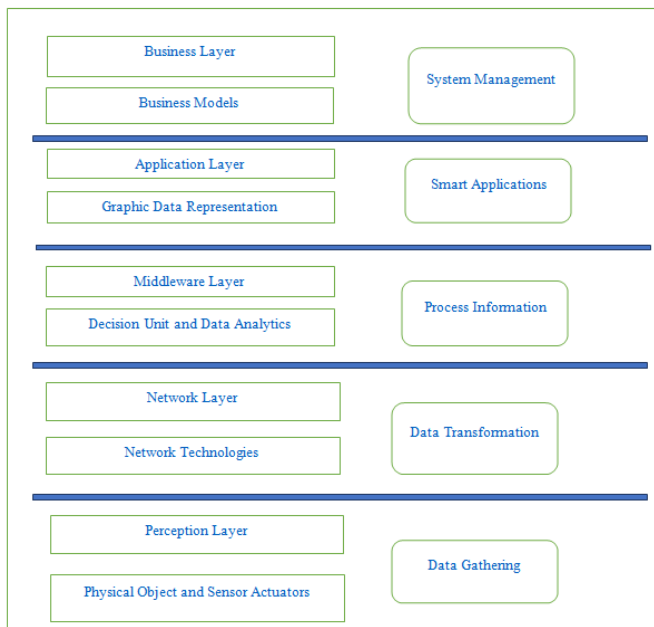 Business Layer
System Management
Business Models
Application Layer
Smart Applications
Graphic Data Representation
Middleware Layer
Process Information
Decision Unit and Data Analytics
Network Layer
Data Transformation
Network Technologies
Perception Layer
Data Gathering
Physical Object and Sensor Actuators